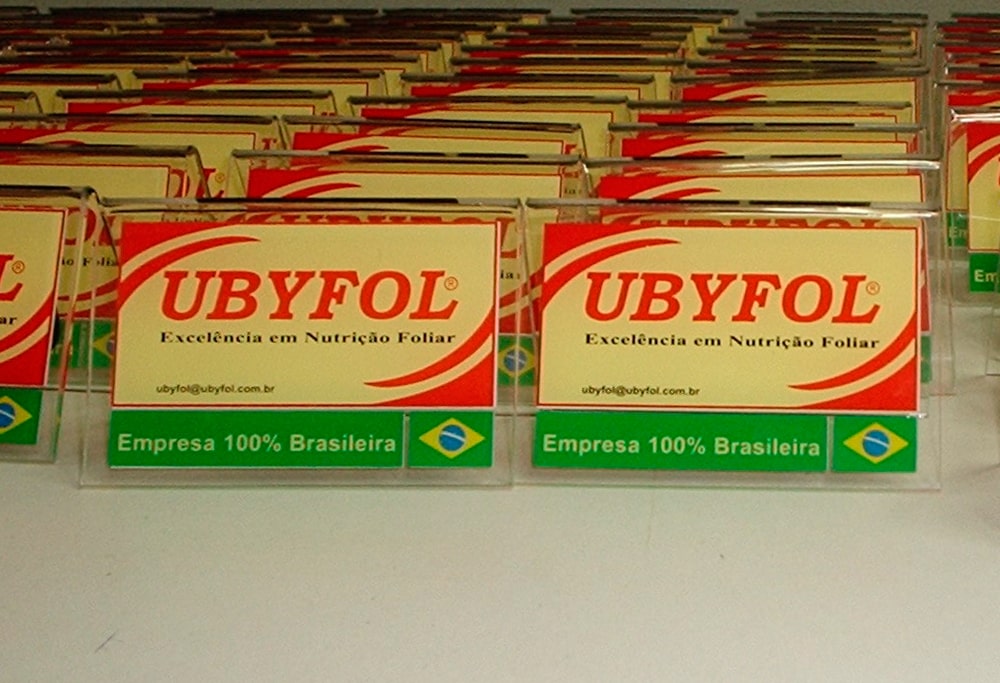 UBYFOL®
Excelência em Nutrição Foliar
ubyfol@ubyfol.com.br
Empresa 100% Brasileira
UBYFOL®
Excelência em Nutrição Foliar
ubyfol@ubyfol.com.br
Empresa 100% Brasileira